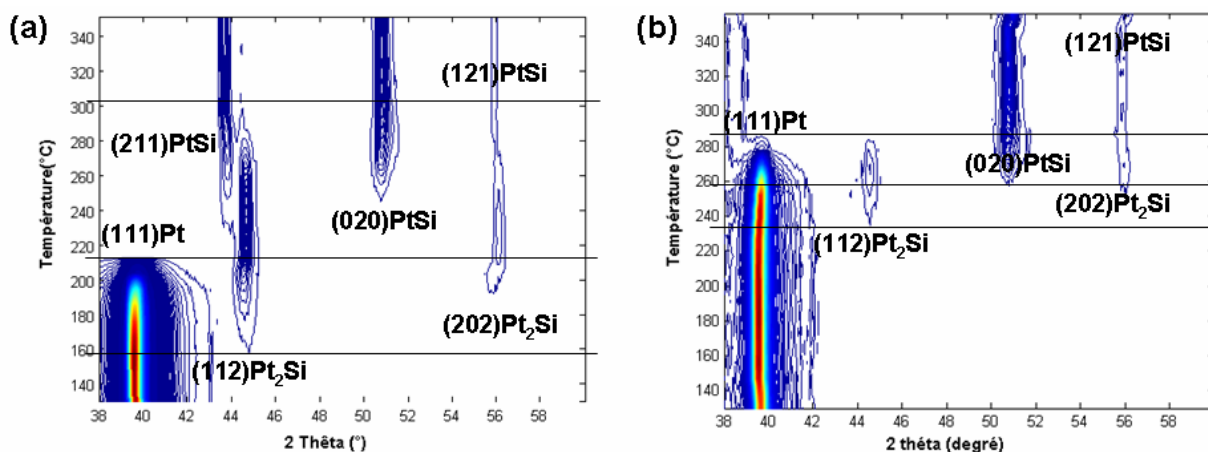 (a)
340
320
300
280
260
240
220
200
180
160
140
Température(°C)
(121)PtSi
(211)PtSi
(020)PtSi
(111)Pt
(202)Pt₂Si
(112)Pt₂Si
38 40 42 44 46 48 50 52 54 56 58
2 Thêta (°)
(b)
340
320
300
280
260
240
220
200
180
160
140
Température (°C)
(121)PtSi
(111)Pt
(020)PtSi
(202)Pt₂Si
(112)Pt₂Si
38 40 42 44 46 48 50 52 54 56 58
2 théta (degré)